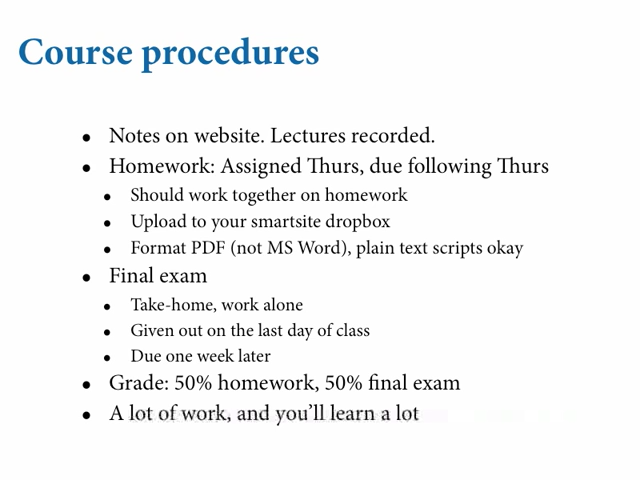 Course procedures
• Notes on website. Lectures recorded.
• Homework: Assigned Thurs, due following Thurs
• Should work together on homework
• Upload to your smartsite dropbox
• Format PDF (not MS Word), plain text scripts okay
• Final exam
• Take-home, work alone
• Given out on the last day of class
• Due one week later
• Grade: 50% homework, 50% final exam
• A lot of work, and you'll learn a lot